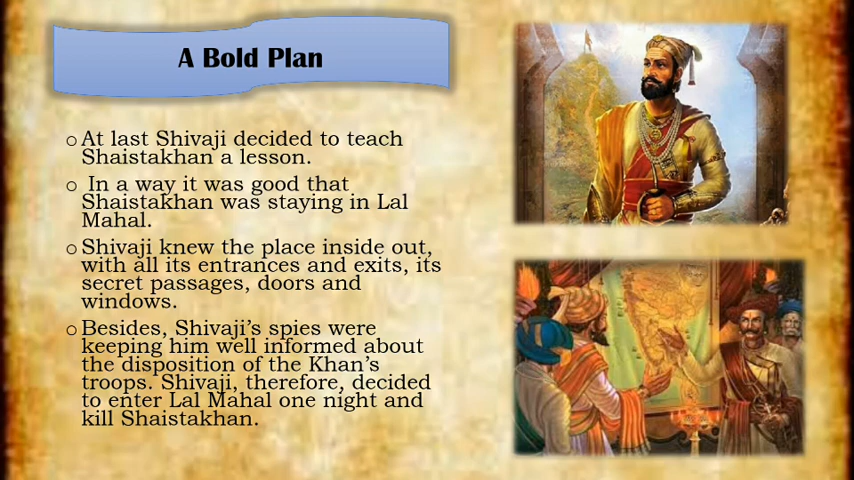 A Bold Plan
o At last Shivaji decided to teach
Shaistakhan a lesson.
o In a way it was good that
Shaistakhan was staying in Lal
Mahal.
o Shivaji knew the place inside out,
with all its entrances and exits, its
secret passages, doors and
windows.
o Besides, Shivaji’s spies were
keeping him well informed about
the disposition of the Khan’s
troops. Shivaji, therefore, decided
to enter Lal Mahal one night and
kill Shaistakhan.